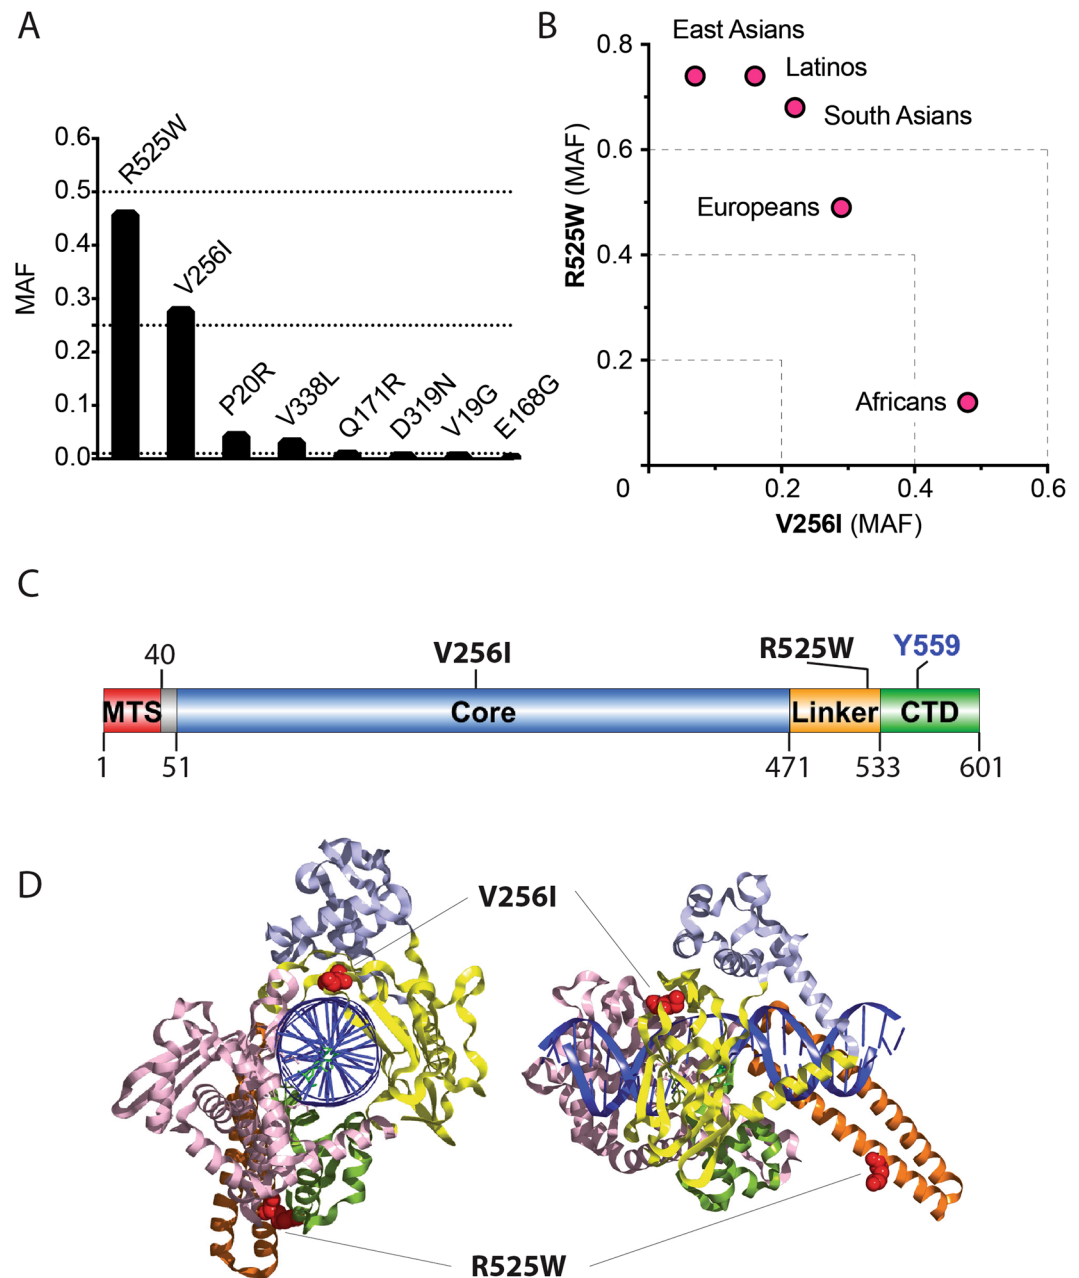 A
MAF
0.6
0.5
0.4
0.3
0.2
0.1
0.0
R525W
V256I
P20R
V338L
Q171R
D319N
V19G
E168G
B
R525W (MAF)
0.8
0.6
0.4
0.2
0
0.2
0.4
0.6
V256I (MAF)
East Asians
Latinos
South Asians
Europeans
Africans
C
40
V256I
R525W
Y559
MTS
Core
Linker
CTD
1
51
471
533
601
D
V256I
R525W